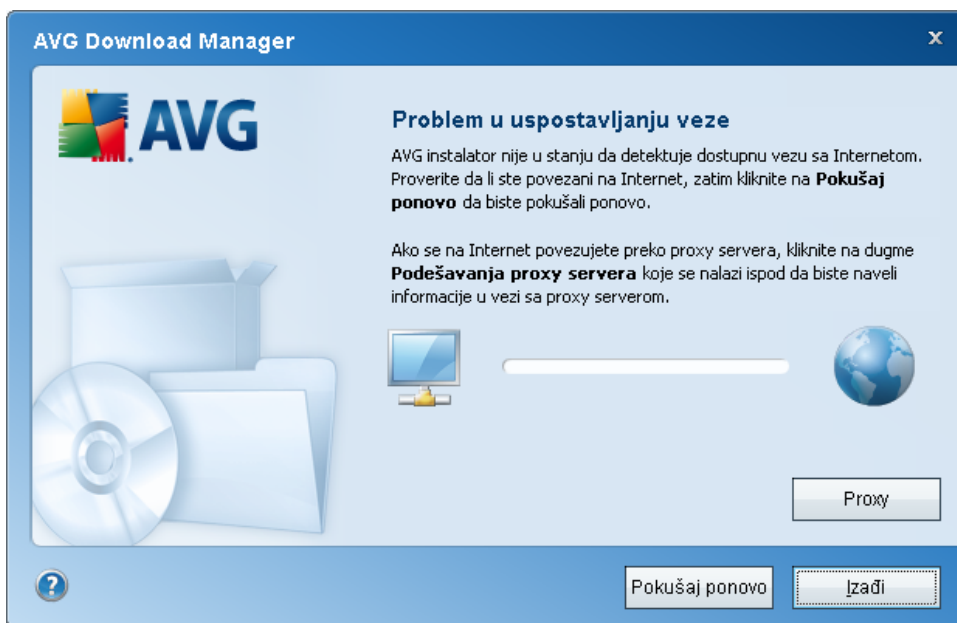 AVG Download Manager
x
AVG
Problem u uspostavljanju veze
AVG instalator nije u stanju da detektuje dostupnu vezu sa Internetom.
Proverite da li ste povezani na Internet, zatim kliknite na Pokušaj
ponovo da biste pokušali ponovo.
Ako se na Internet povezujete preko proxy servera, kliknite na dugme
Podešavanja proxy servera koje se nalazi ispod da biste naveli
informacije u vezi sa proxy serverom.
Proxy
?
Pokušaj ponovo
Izađi